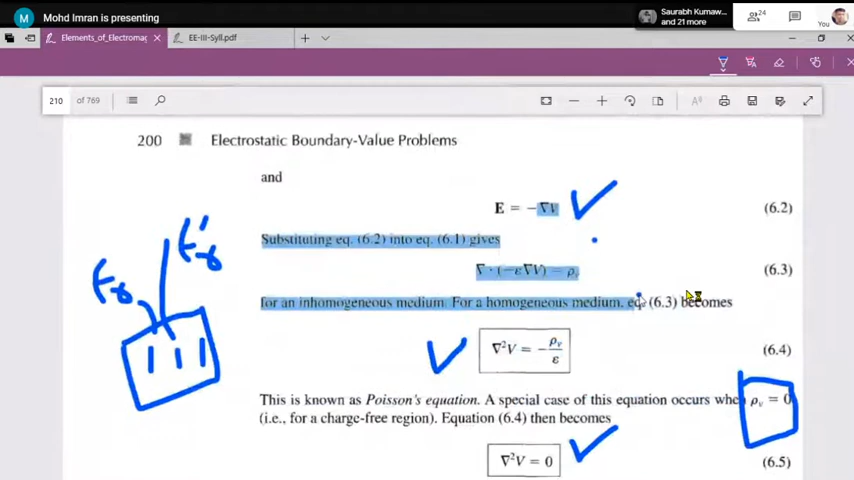 Mohd Imran is presenting
Saurabh Kumaw...
and 21 more
24
You
Elements_of_Electromag
EE-III-Syll.pdf
210 of 769
200 Electrostatic Boundary-Value Problems
and
E = −∇V (6.2)
Substituting eq. (6.2) into eq. (6.1) gives
∇ · (−ε∇V) = ρᵥ (6.3)
for an inhomogeneous medium. For a homogeneous medium, eq. (6.3) becomes
∇²V = − ρᵥ/ε (6.4)
This is known as Poisson's equation. A special case of this equation occurs when ρᵥ = 0
(i.e., for a charge-free region). Equation (6.4) then becomes
∇²V = 0 (6.5)